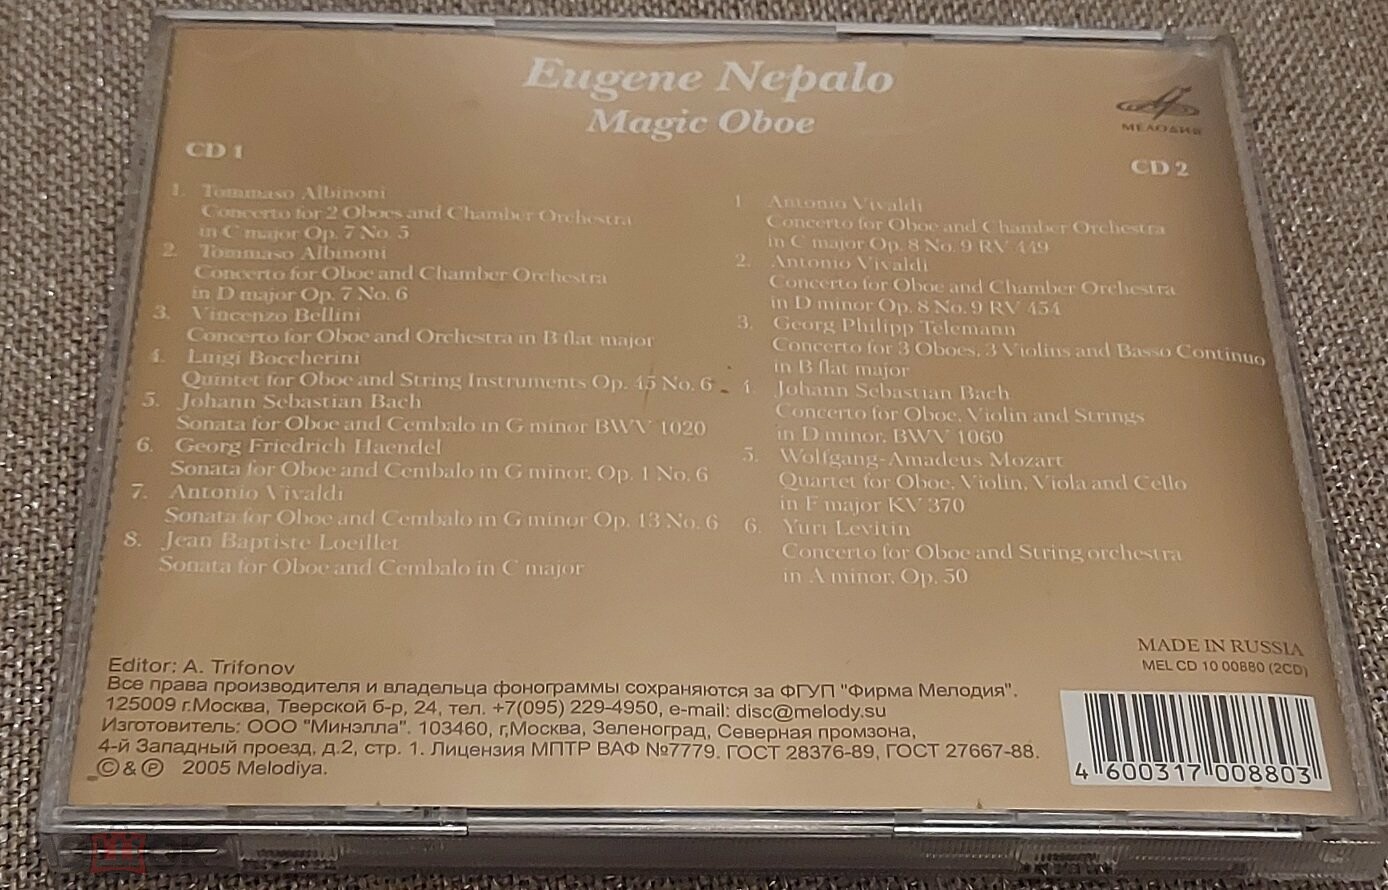 Eugene Nepalo
Magic Oboe
МЕЛОДИЯ
CD 1
1. Tommaso Albinoni
Concerto for 2 Oboes and Chamber Orchestra
in C major Op. 7 No. 5
2. Tommaso Albinoni
Concerto for Oboe and Chamber Orchestra
in D major Op. 7 No. 6
3. Vincenzo Bellini
Concerto for Oboe and Orchestra in B flat major
4. Luigi Boccherini
Quintet for Oboe and String Instruments Op. 45 No. 6
5. Johann Sebastian Bach
Sonata for Oboe and Cembalo in G minor BWV 1020
6. Georg Friedrich Haendel
Sonata for Oboe and Cembalo in G minor, Op. 1 No. 6
7. Antonio Vivaldi
Sonata for Oboe and Cembalo in G minor Op. 13 No. 6
8. Jean Baptiste Loeillet
Sonata for Oboe and Cembalo in C major
CD 2
1 Antonio Vivaldi
Concerto for Oboe and Chamber Orchestra
in C major Op. 8 No. 9 RV 449
2. Antonio Vivaldi
Concerto for Oboe and Chamber Orchestra
in D minor Op. 8 No. 9 RV 454
3. Georg Philipp Telemann
Concerto for 3 Oboes, 3 Violins and Basso Continuo
in B flat major
4 Johann Sebastian Bach
Concerto for Oboe, Violin and Strings
in D minor, BWV 1060
5. Wolfgang-Amadeus Mozart
Quartet for Oboe, Violin, Viola and Cello
in F major KV 370
6. Yuri Levitin
Concerto for Oboe and String orchestra
in A minor, Op. 50
Editor: A. Trifonov
Все права производителя и владельца фонограммы сохраняются за ФГУП "Фирма Мелодия".
125009 г.Москва, Тверской б-р, 24, тел. +7(095) 229-4950, e-mail: disc@melody.su
Изготовитель: ООО "Минэлла". 103460, г,Москва, Зеленоград, Северная промзона,
4-й Западный проезд, д.2, стр. 1. Лицензия МПТР ВАФ №7779. ГОСТ 28376-89, ГОСТ 27667-88.
© & ℗ 2005 Melodiya.
MADE IN RUSSIA
MEL CD 10 00880 (2CD)
4 600317 008803